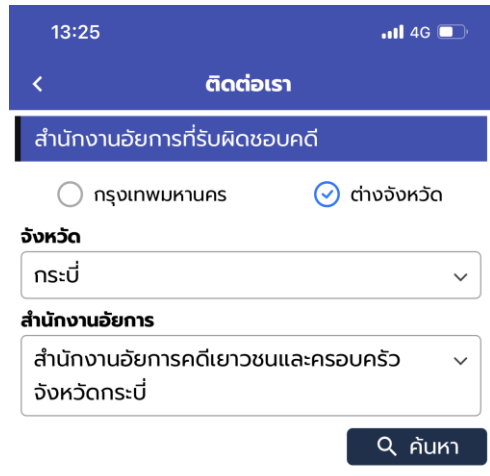 13:25
4G
ติดต่อเรา
สำนักงานอัยการที่รับผิดชอบคดี
กรุงเทพมหานคร
ต่างจังหวัด
จังหวัด
กระบี่
สำนักงานอัยการ
สำนักงานอัยการคดีเยาวชนและครอบครัว
จังหวัดกระบี่
ค้นหา